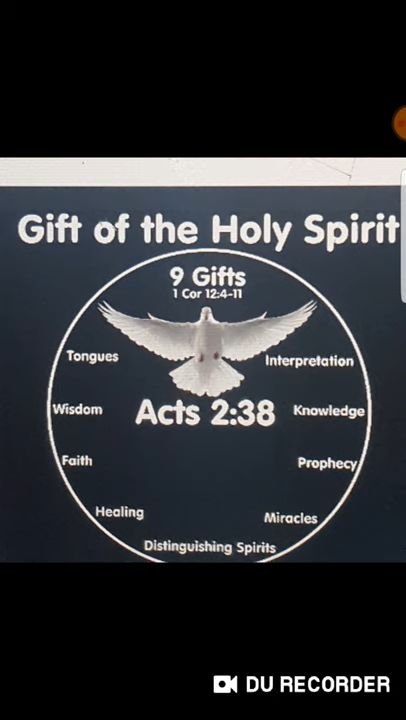 Gift of the Holy Spirit
9 Gifts
1 Cor 12:4-11
Tongues
Interpretation
Wisdom
Acts 2:38
Knowledge
Faith
Prophecy
Healing
Miracles
Distinguishing Spirits
DU RECORDER